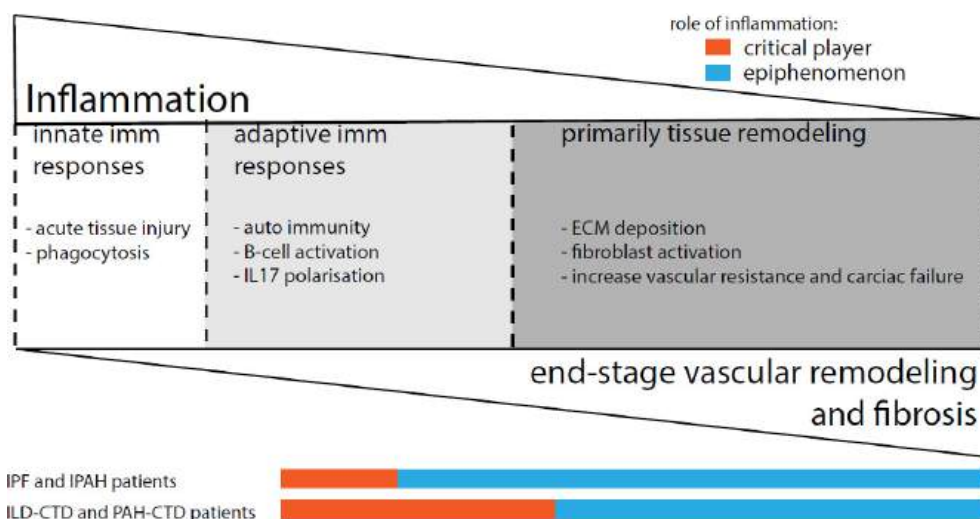 role of inflammation:
critical player
epiphenomenon
Inflammation
innate imm
responses
adaptive imm
responses
primarily tissue remodeling
- acute tissue injury
- phagocytosis
- auto immunity
- B-cell activation
- IL17 polarisation
- ECM deposition
- fibroblast activation
- increase vascular resistance and carciac failure
end-stage vascular remodeling
and fibrosis
IPF and IPAH patients
ILD-CTD and PAH-CTD patients